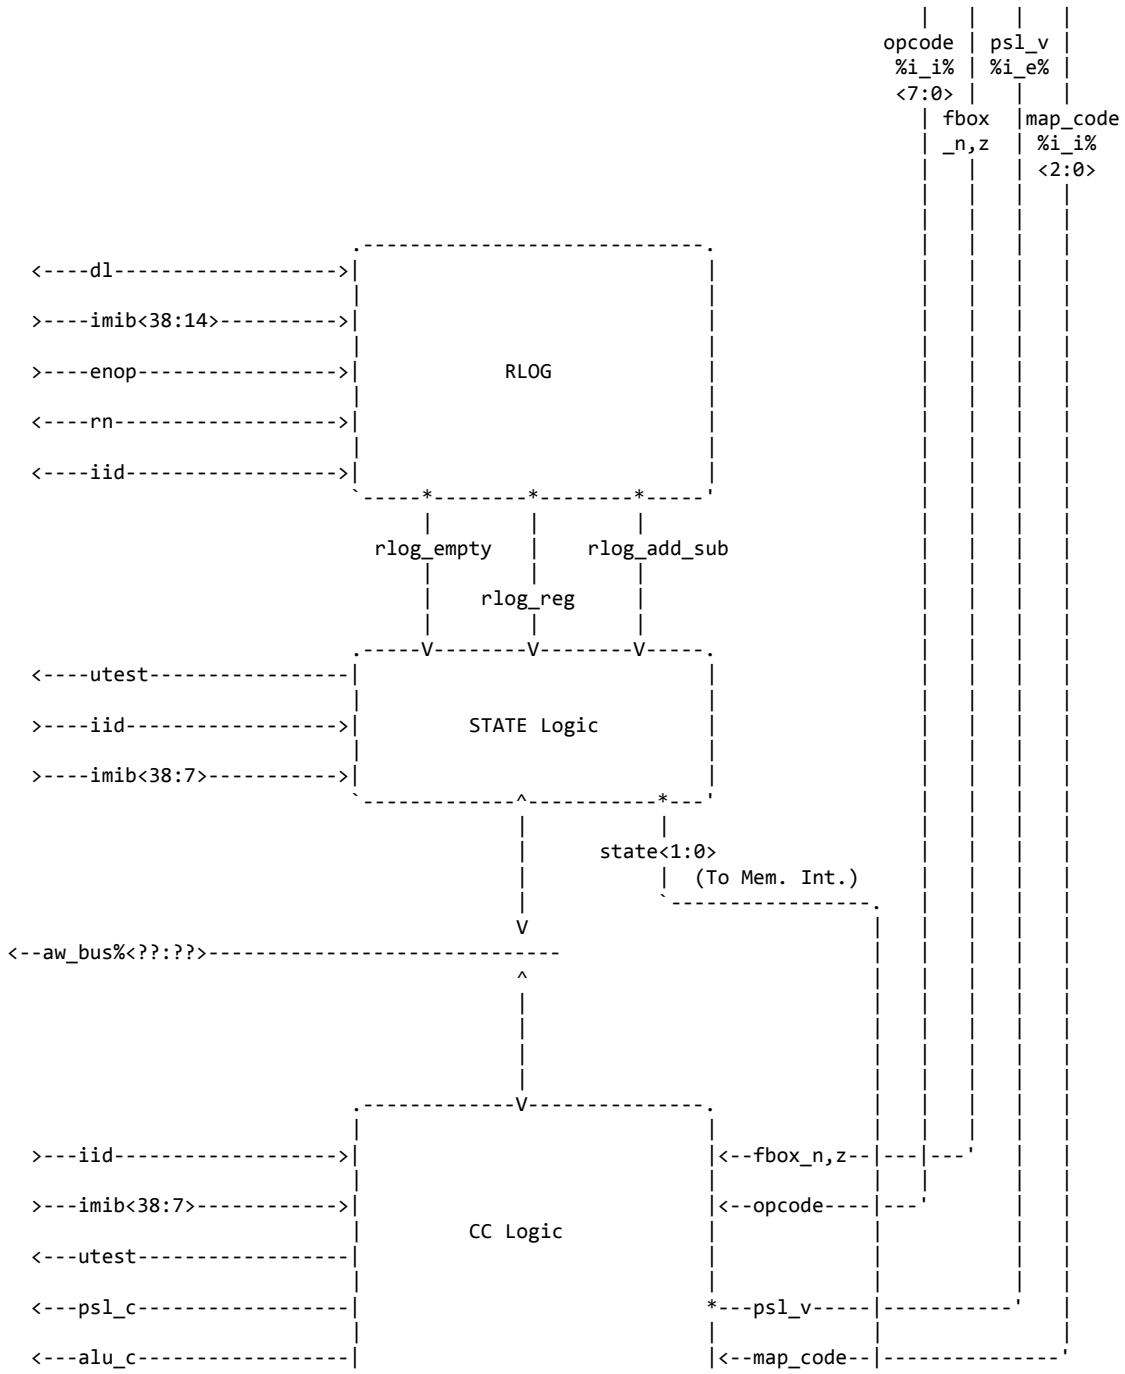 opcode psl_v
%i_i% %i_e%
<7:0>
fbox map_code
_n,z %i_i%
<2:0>
<----dl------------------->
>----imib<38:14>---------->
>----enop----------------->
RLOG
<----rn------------------->
<----iid------------------>
rlog_empty rlog_add_sub
rlog_reg
<----utest-----------------
>----iid------------------>
STATE Logic
>----imib<38:7>----------->
state<1:0>
(To Mem. Int.)
<--aw_bus%<??:??>------------------------------
>---iid-------------------> <--fbox_n,z--
>---imib<38:7>------------> <--opcode----
CC Logic
<---utest------------------
<---psl_c------------------ *---psl_v-----
<---alu_c------------------ <--map_code--